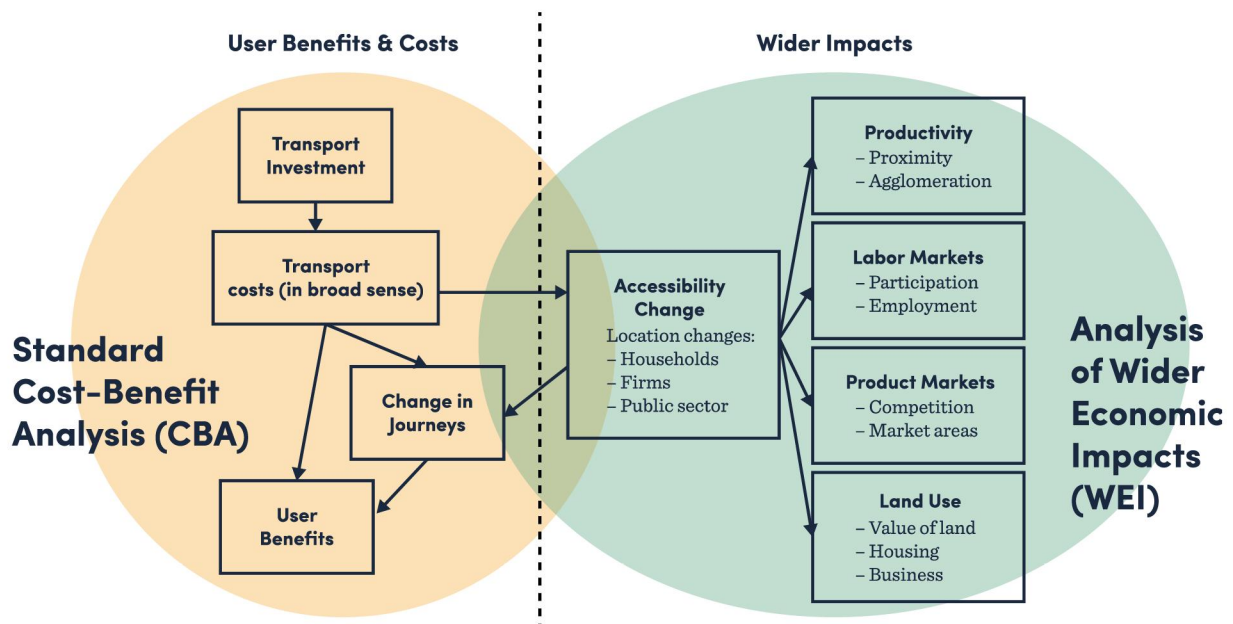 User Benefits & Costs
Wider Impacts
Transport
Investment
Transport
costs (in broad sense)
Standard
Cost-Benefit
Analysis (CBA)
Change in
Journeys
User
Benefits
Accessibility
Change
Location changes:
– Households
– Firms
– Public sector
Productivity
– Proximity
– Agglomeration
Labor Markets
– Participation
– Employment
Product Markets
– Competition
– Market areas
Land Use
– Value of land
– Housing
– Business
Analysis
of Wider
Economic
Impacts
(WEI)